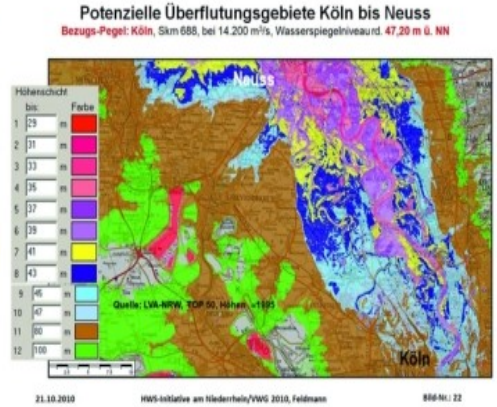 Potenzielle Überflutungsgebiete Köln bis Neuss
Bezugs-Pegel: Köln, Skm 688, bei 14.200 m³/s, Wasserspiegelniveau rd. 47,20 m ü. NN
Neuss
Höhenschicht
bis: Farbe
1 29 m
2 31 m
3 33 m
4 35 m
5 37 m
6 39 m
7 41 m
8 43 m
9 45 m
10 47 m
11 80 m
12 100 m
Quelle: LVA-NRW, TOP 50, Höhen
Köln
21.10.2010 HWS-Initiative am Niederrhein/VWG 2010, Feldmann Bild-Nr.: 22